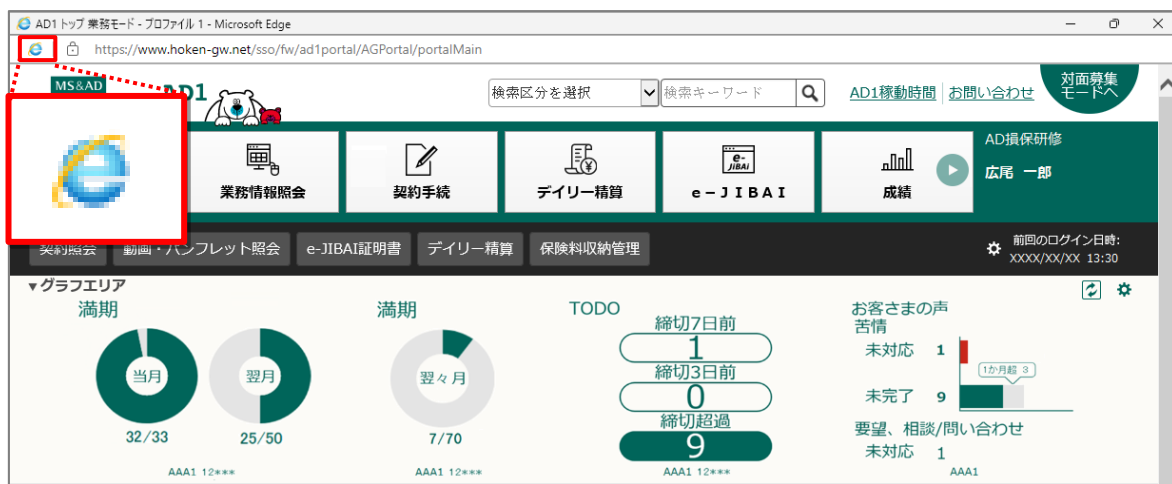 AD1トップ 業務モード - プロファイル 1 - Microsoft Edge
https://www.hoken-gw.net/sso/fw/ad1portal/AGPortal/portalMain
MS&AD
AD1
検索区分を選択
検索キーワード
AD1稼動時間
お問い合わせ
対面募集
モードへ
業務情報照会
契約手続
デイリー精算
e-JIBAI
e－JIBAI
成績
AD損保研修
広尾 一郎
契約照会
動画・パンフレット照会
e-JIBAI証明書
デイリー精算
保険料収納管理
前回のログイン日時:
XXXX/XX/XX 13:30
▼グラフエリア
満期
当月
32/33
翌月
25/50
AAA1 12***
満期
翌々月
7/70
AAA1 12***
TODO
締切7日前
1
締切3日前
0
締切超過
9
AAA1 12***
お客さまの声
苦情
未対応 1
1か月超 3
未完了 9
要望、相談/問い合わせ
未対応 1
AAA1